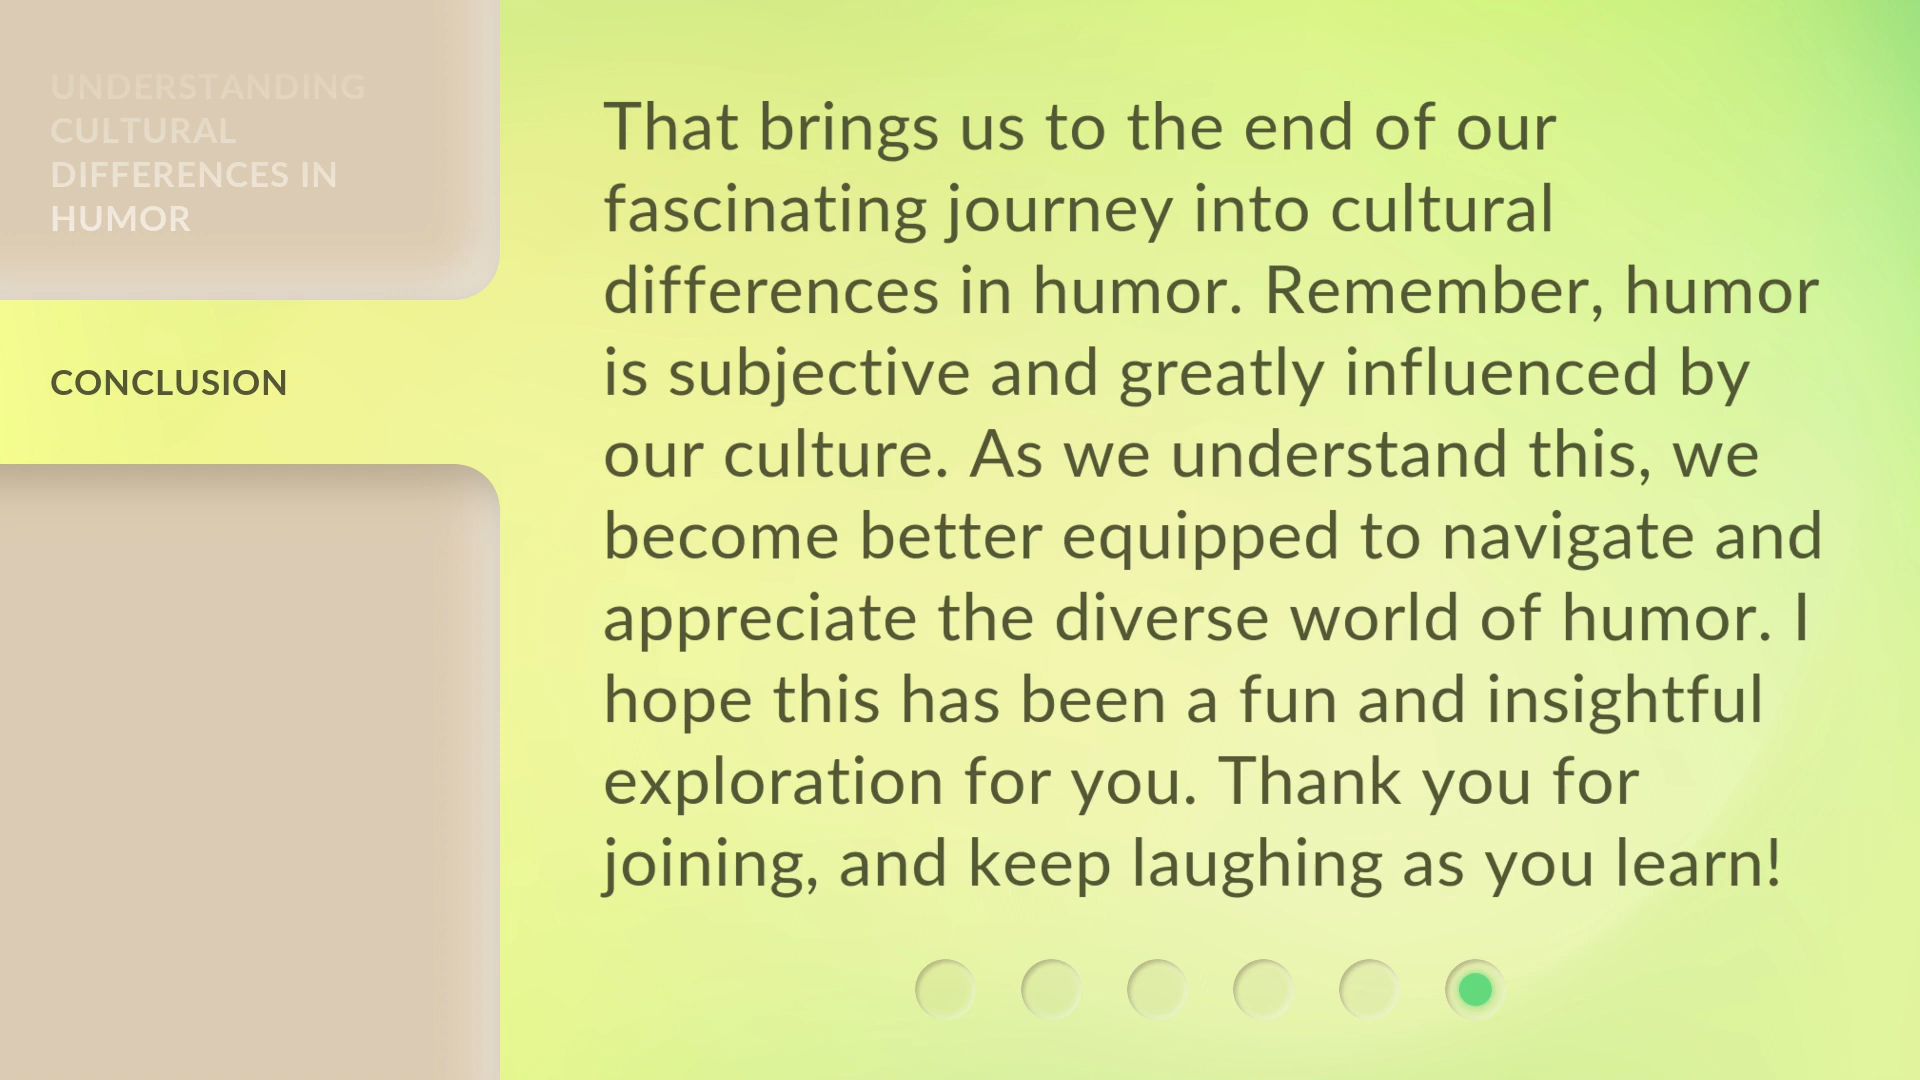 UNDERSTANDING
CULTURAL
DIFFERENCES IN
HUMOR
CONCLUSION
That brings us to the end of our
fascinating journey into cultural
differences in humor. Remember, humor
is subjective and greatly influenced by
our culture. As we understand this, we
become better equipped to navigate and
appreciate the diverse world of humor. I
hope this has been a fun and insightful
exploration for you. Thank you for
joining, and keep laughing as you learn!